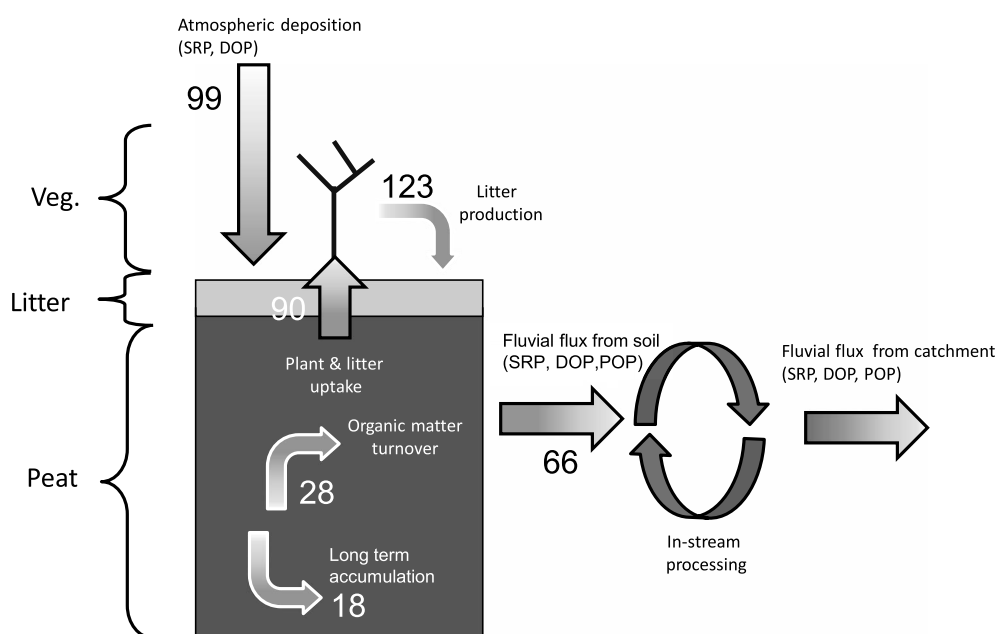 Atmospheric deposition
(SRP, DOP)
99
Veg.
123
Litter
production
Litter
90
Plant & litter
uptake
Fluvial flux from soil
(SRP, DOP,POP)
66
Fluvial flux from catchment
(SRP, DOP, POP)
Organic matter
turnover
28
Peat
Long term
accumulation
18
In-stream
processing